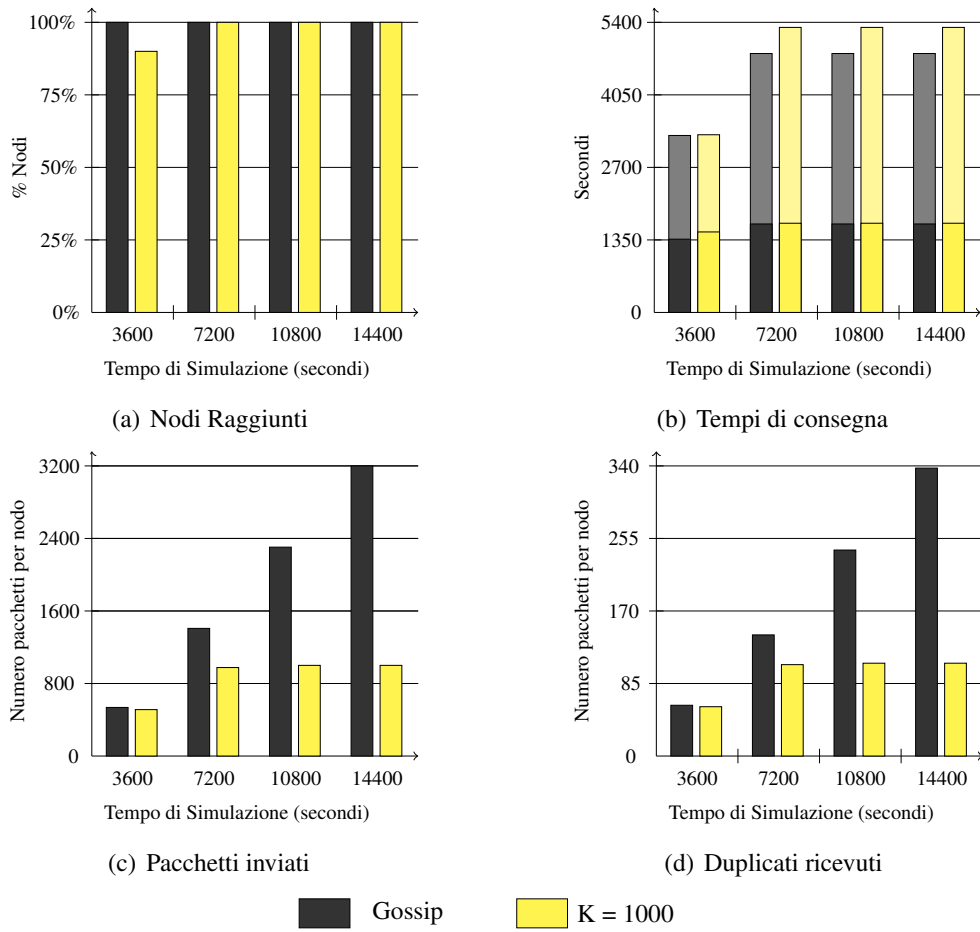 100%
75%
50%
25%
0%
% Nodi
3600 7200 10800 14400
Tempo di Simulazione (secondi)
(a) Nodi Raggiunti
5400
4050
2700
1350
0
Secondi
3600 7200 10800 14400
Tempo di Simulazione (secondi)
(b) Tempi di consegna
3200
2400
1600
800
0
Numero pacchetti per nodo
3600 7200 10800 14400
Tempo di Simulazione (secondi)
(c) Pacchetti inviati
340
255
170
85
0
Numero pacchetti per nodo
3600 7200 10800 14400
Tempo di Simulazione (secondi)
(d) Duplicati ricevuti
Gossip K = 1000